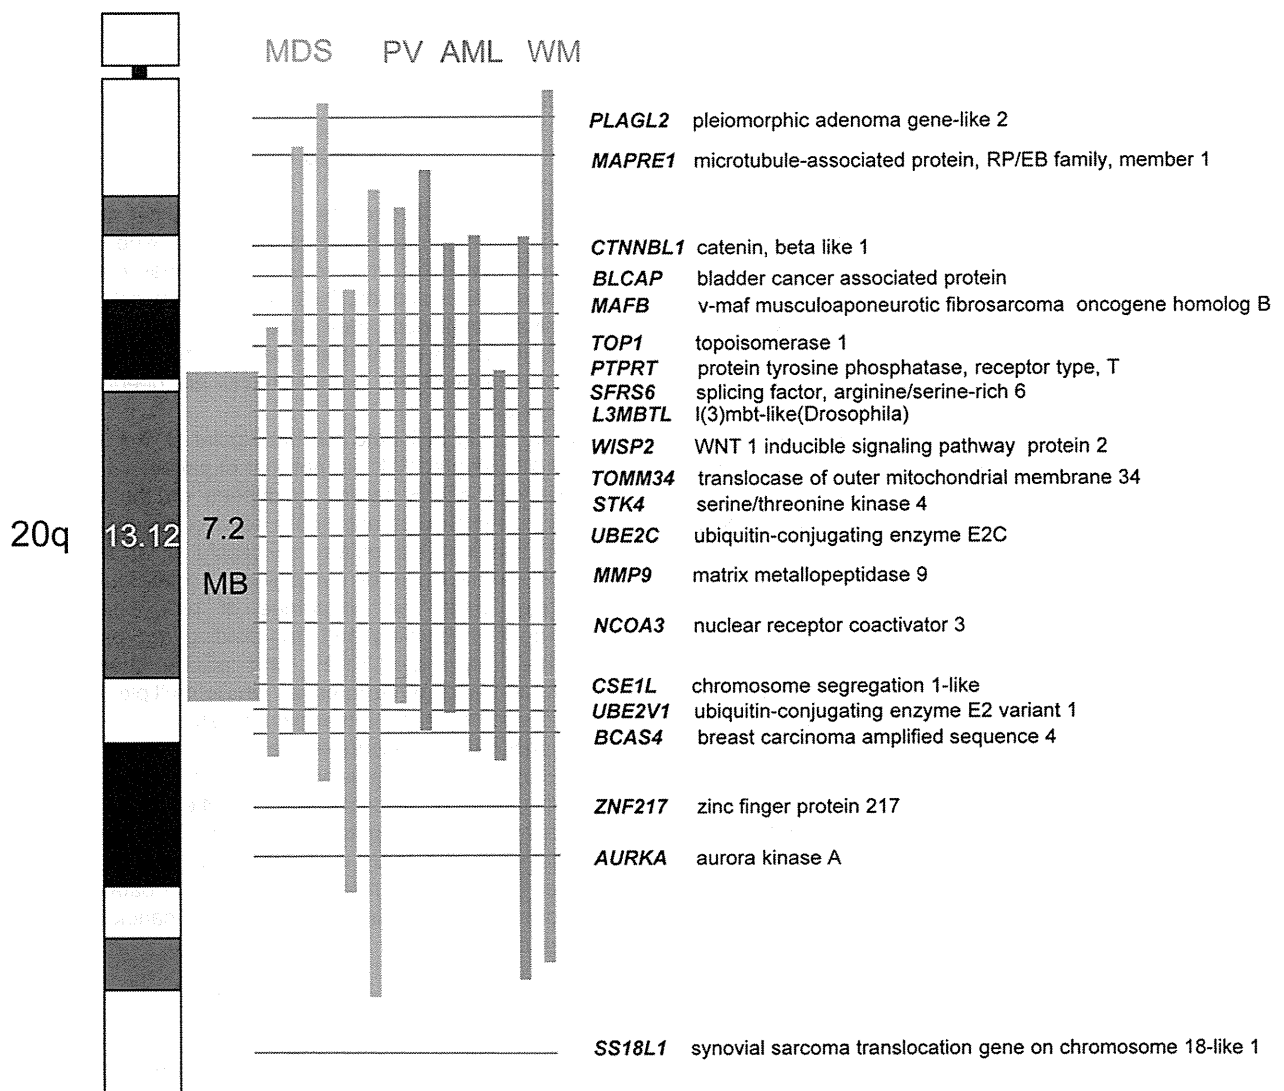 MDS PV AML WM
PLAGL2 pleiomorphic adenoma gene-like 2
MAPRE1 microtubule-associated protein, RP/EB family, member 1
CTNNBL1 catenin, beta like 1
BLCAP bladder cancer associated protein
MAFB v-maf musculoaponeurotic fibrosarcoma oncogene homolog B
TOP1 topoisomerase 1
PTPRT protein tyrosine phosphatase, receptor type, T
SFRS6 splicing factor, arginine/serine-rich 6
L3MBTL l(3)mbt-like(Drosophila)
WISP2 WNT 1 inducible signaling pathway protein 2
TOMM34 translocase of outer mitochondrial membrane 34
STK4 serine/threonine kinase 4
20q 13.12 7.2
MB
UBE2C ubiquitin-conjugating enzyme E2C
MMP9 matrix metallopeptidase 9
NCOA3 nuclear receptor coactivator 3
CSE1L chromosome segregation 1-like
UBE2V1 ubiquitin-conjugating enzyme E2 variant 1
BCAS4 breast carcinoma amplified sequence 4
ZNF217 zinc finger protein 217
AURKA aurora kinase A
SS18L1 synovial sarcoma translocation gene on chromosome 18-like 1